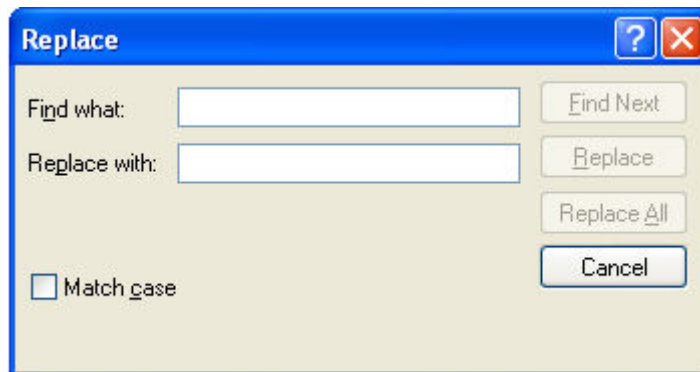 Replace
?
Find what:
Find Next
Replace with:
Replace
Replace All
Cancel
Match case